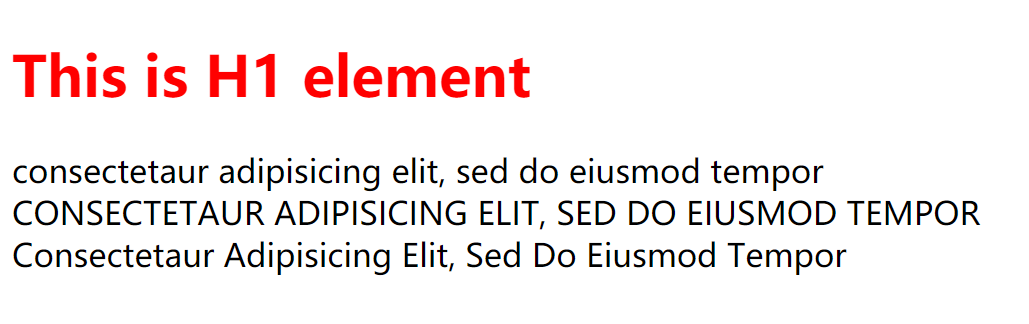 This is H1 element
consectetaur adipisicing elit, sed do eiusmod tempor
CONSECTETAUR ADIPISICING ELIT, SED DO EIUSMOD TEMPOR
Consectetaur Adipisicing Elit, Sed Do Eiusmod Tempor